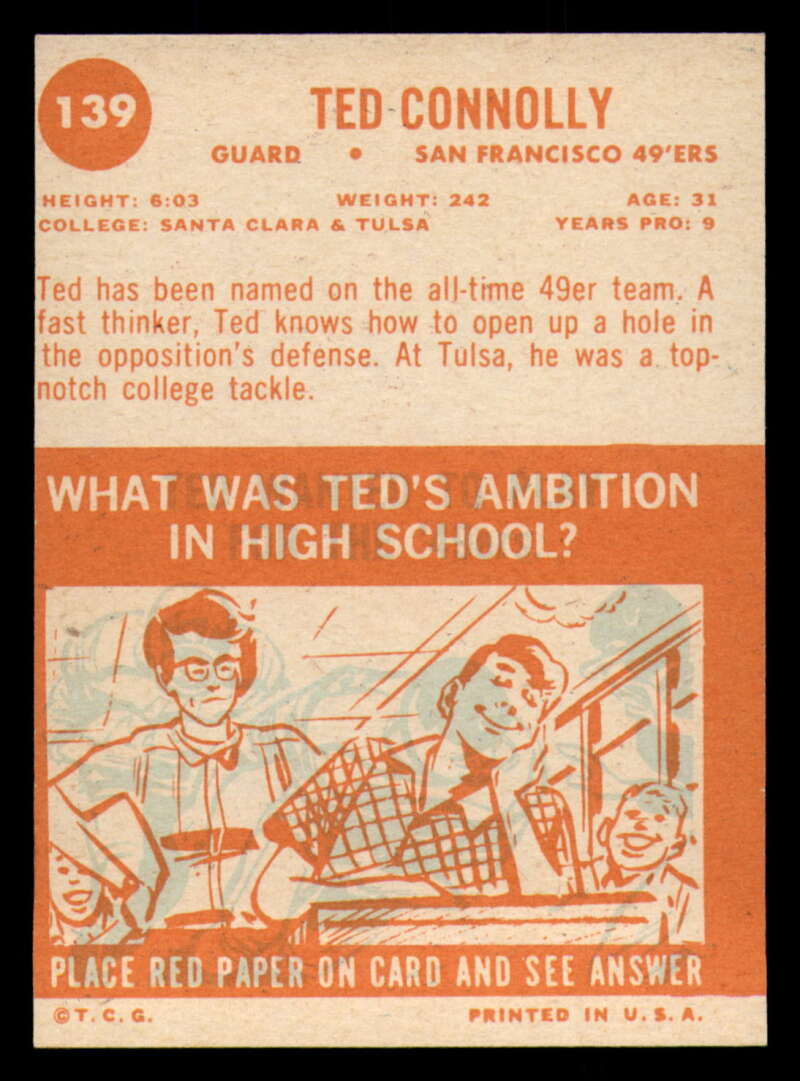 139
TED CONNOLLY
GUARD • SAN FRANCISCO 49'ERS
HEIGHT: 6:03 WEIGHT: 242 AGE: 31
COLLEGE: SANTA CLARA & TULSA YEARS PRO: 9
Ted has been named on the all-time 49er team. A
fast thinker, Ted knows how to open up a hole in
the opposition's defense. At Tulsa, he was a top-
notch college tackle.
WHAT WAS TED'S AMBITION
IN HIGH SCHOOL?
PLACE RED PAPER ON CARD AND SEE ANSWER
© T. C. G. PRINTED IN U. S. A.